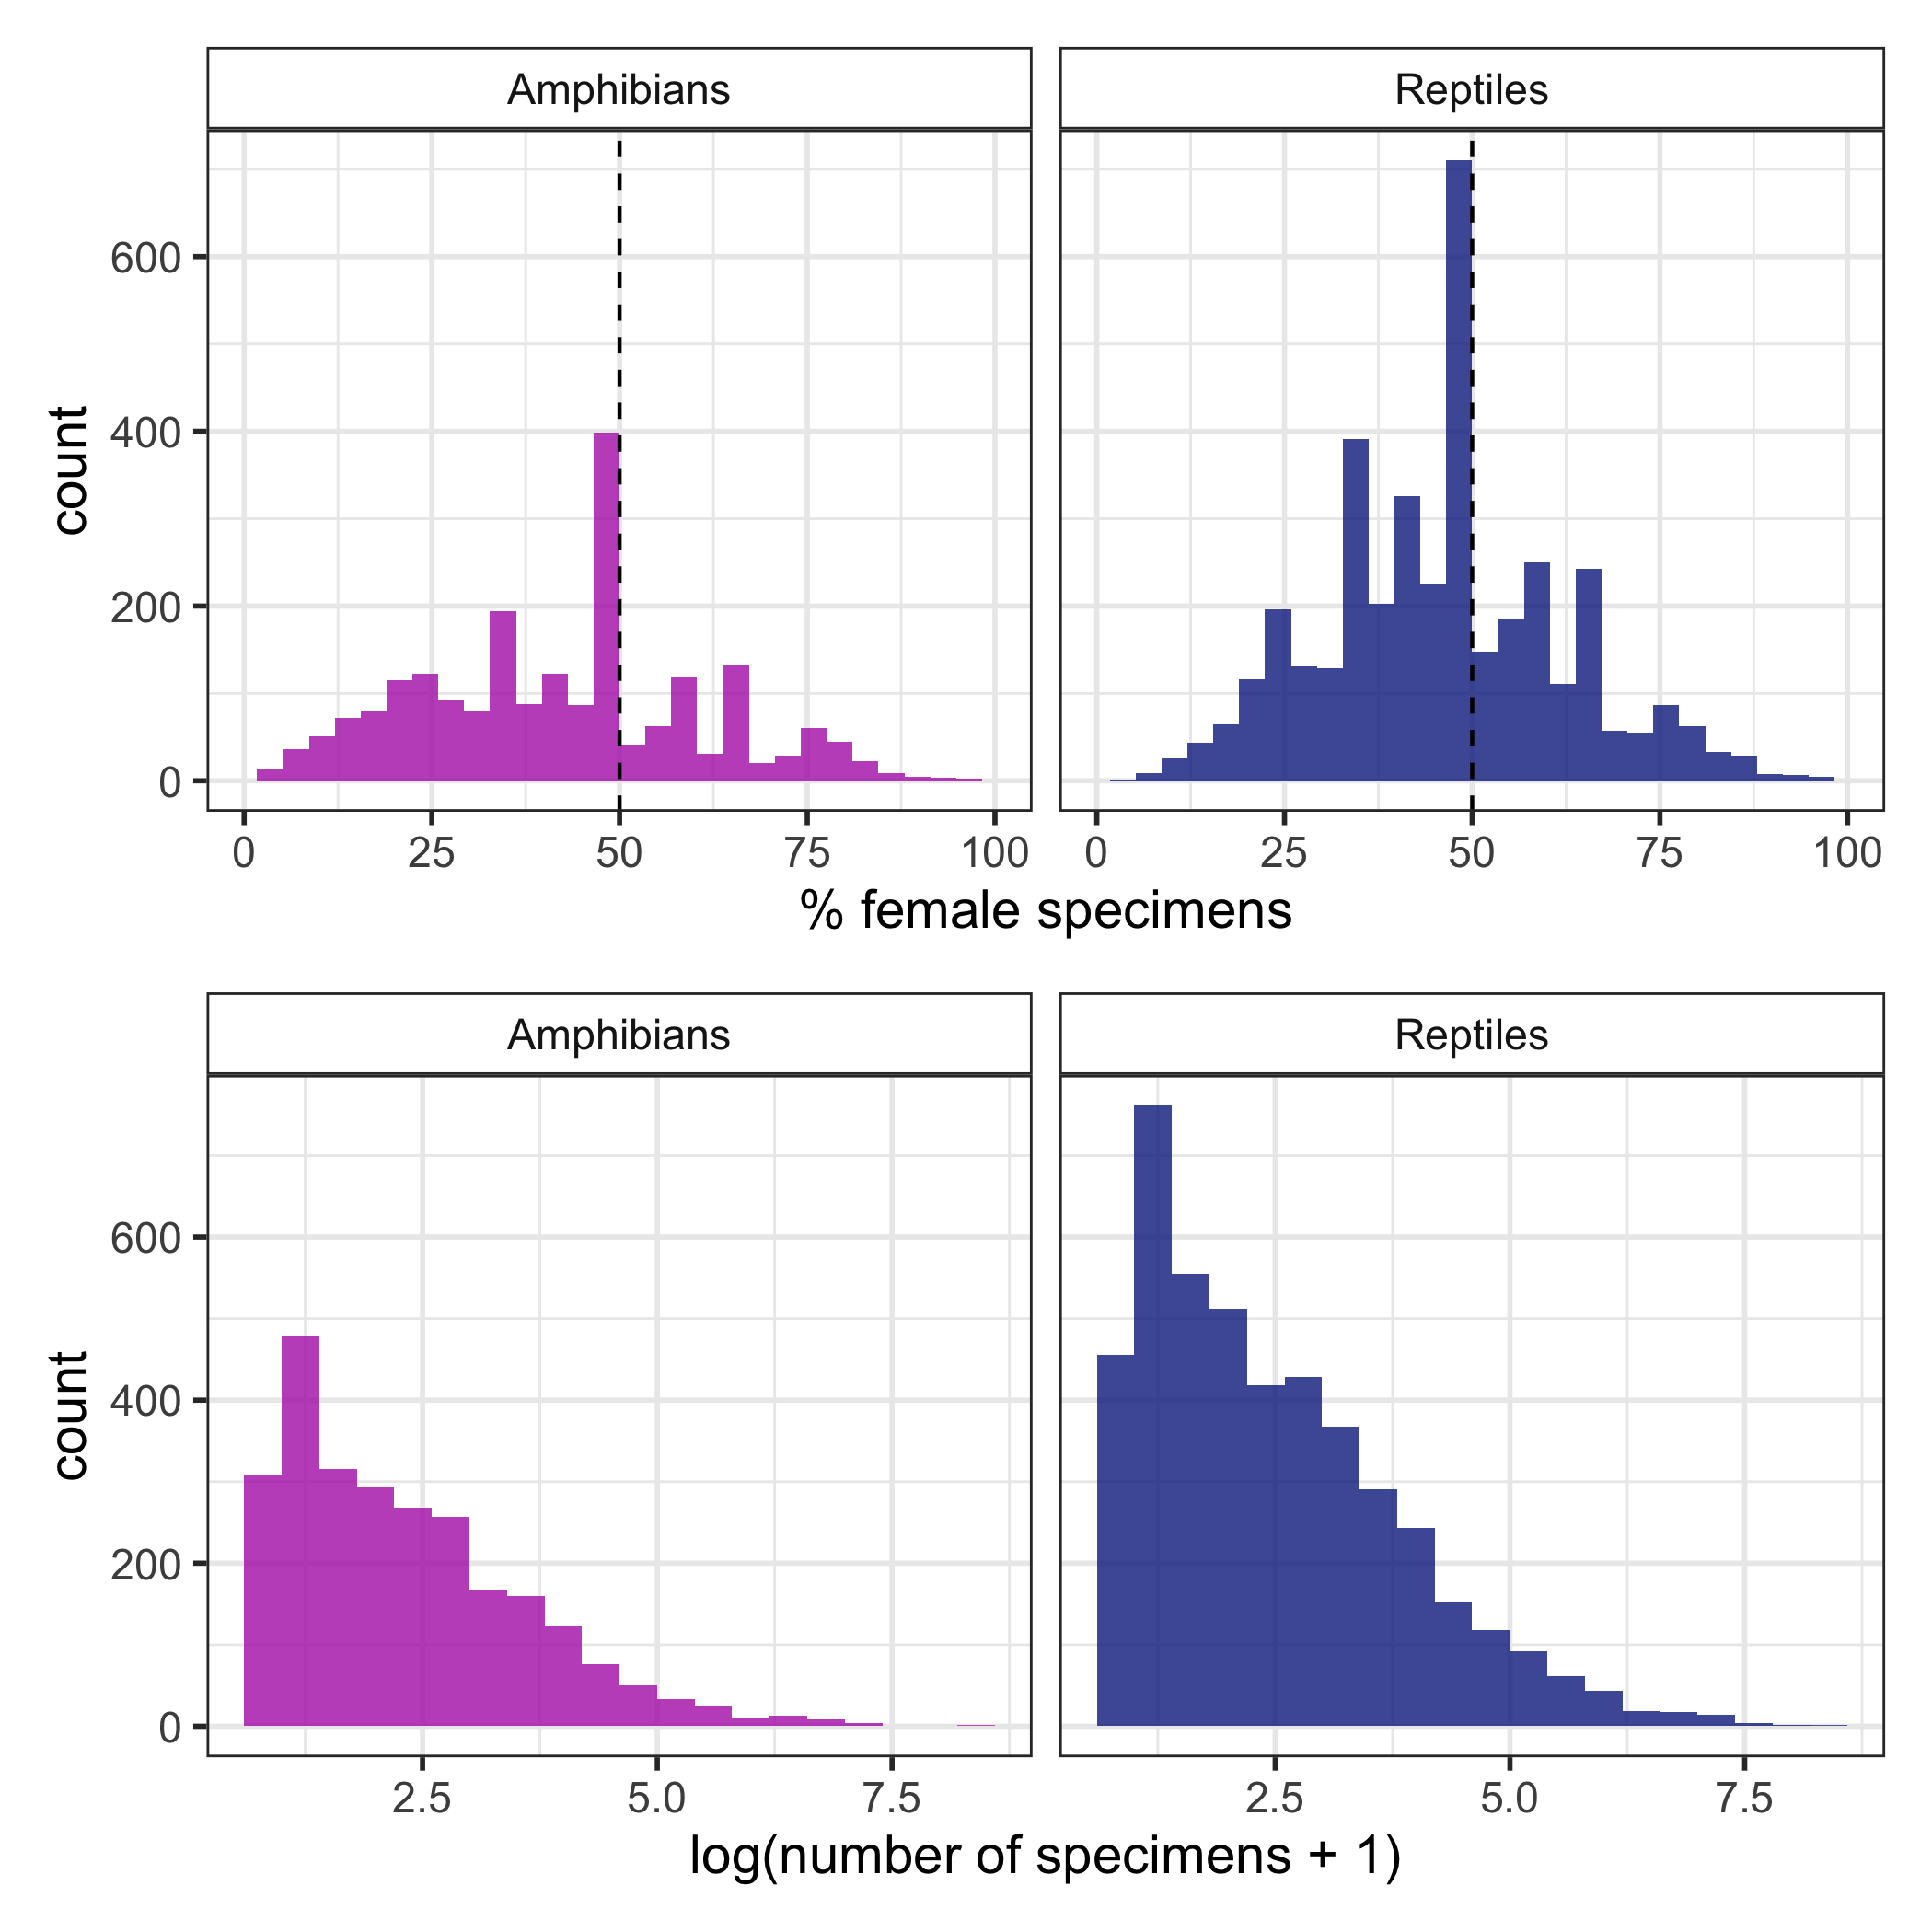 Amphibians Reptiles
count
600
400
200
0
0 25 50 75 100 0 25 50 75 100
% female specimens
Amphibians Reptiles
count
600
400
200
0
2.5 5.0 7.5 2.5 5.0 7.5
log(number of specimens + 1)